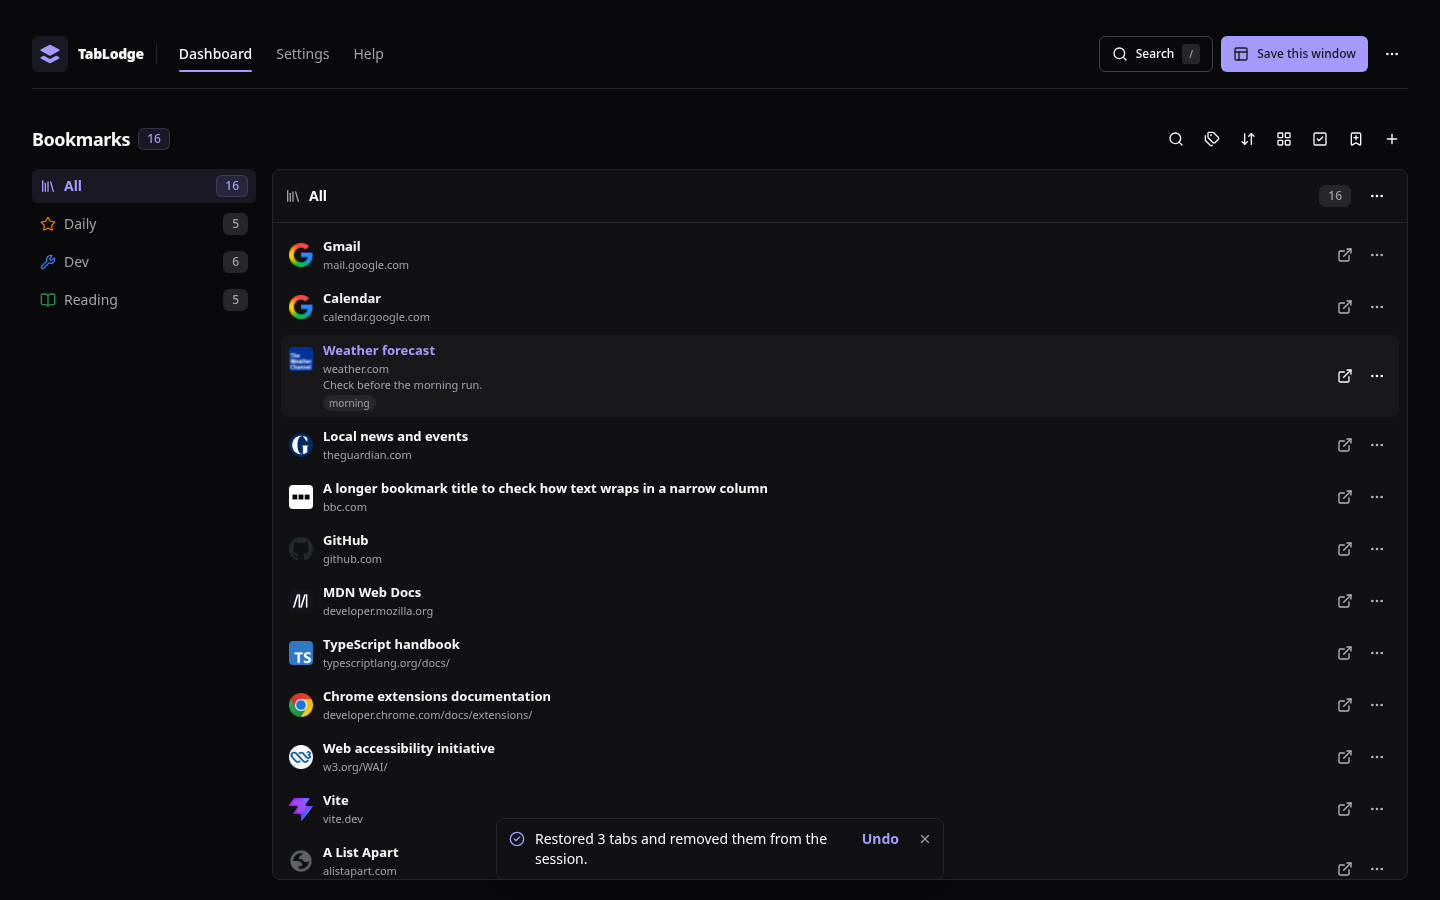 TabLodge
Dashboard
Settings
Help
Search /
Save this window
Bookmarks 16
All 16
Daily 5
Dev 6
Reading 5
All 16
Gmail
mail.google.com
Calendar
calendar.google.com
The Weather Channel
Weather forecast
weather.com
Check before the morning run.
morning
Local news and events
theguardian.com
A longer bookmark title to check how text wraps in a narrow column
bbc.com
GitHub
github.com
MDN Web Docs
developer.mozilla.org
TS
TypeScript handbook
typescriptlang.org/docs/
Chrome extensions documentation
developer.chrome.com/docs/extensions/
Web accessibility initiative
w3.org/WAI/
Vite
vite.dev
A List Apart
alistapart.com
Restored 3 tabs and removed them from the
session.
Undo